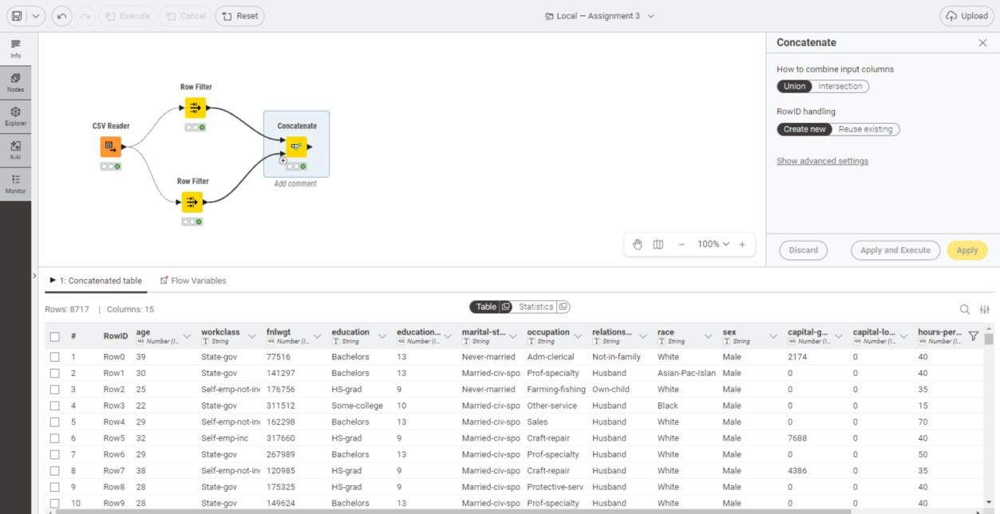 Execute Cancel Reset Local — Assignment 3 Upload
Info
Nodes
Explorer
K-AI
Monitor
Row Filter
CSV Reader
Concatenate
Row Filter
Add comment
100%
Concatenate
How to combine input columns
Union Intersection
RowID handling
Create new Reuse existing
Show advanced settings
Discard Apply and Execute Apply
1: Concatenated table Flow Variables
Rows: 8717 | Columns: 15 Table Statistics
# RowID age workclass fnlwgt education education... marital-st... occupation relations... race sex capital-g... capital-lo... hours-per...
Number (I... String Number (I... String Number (I... String String String String String Number (I... Number (I... Number (I...
1 Row0 39 State-gov 77516 Bachelors 13 Never-married Adm-clerical Not-in-family White Male 2174 0 40
2 Row1 30 State-gov 141297 Bachelors 13 Married-civ-spo Prof-specialty Husband Asian-Pac-Islan Male 0 0 40
3 Row2 25 Self-emp-not-inc 176756 HS-grad 9 Never-married Farming-fishing Own-child White Male 0 0 35
4 Row3 22 State-gov 311512 Some-college 10 Married-civ-spo Other-service Husband Black Male 0 0 15
5 Row4 29 Self-emp-not-inc 162298 Bachelors 13 Married-civ-spo Sales Husband White Male 0 0 70
6 Row5 32 Self-emp-inc 317660 HS-grad 9 Married-civ-spo Craft-repair Husband White Male 7688 0 40
7 Row6 29 State-gov 267989 Bachelors 13 Married-civ-spo Prof-specialty Husband White Male 0 0 50
8 Row7 38 Self-emp-not-inc 120985 HS-grad 9 Married-civ-spo Craft-repair Husband White Male 4386 0 35
9 Row8 28 State-gov 175325 HS-grad 9 Married-civ-spo Protective-serv Husband White Male 0 0 40
10 Row9 28 State-gov 149624 Bachelors 13 Married-civ-spo Prof-specialty Husband White Male 0 0 40